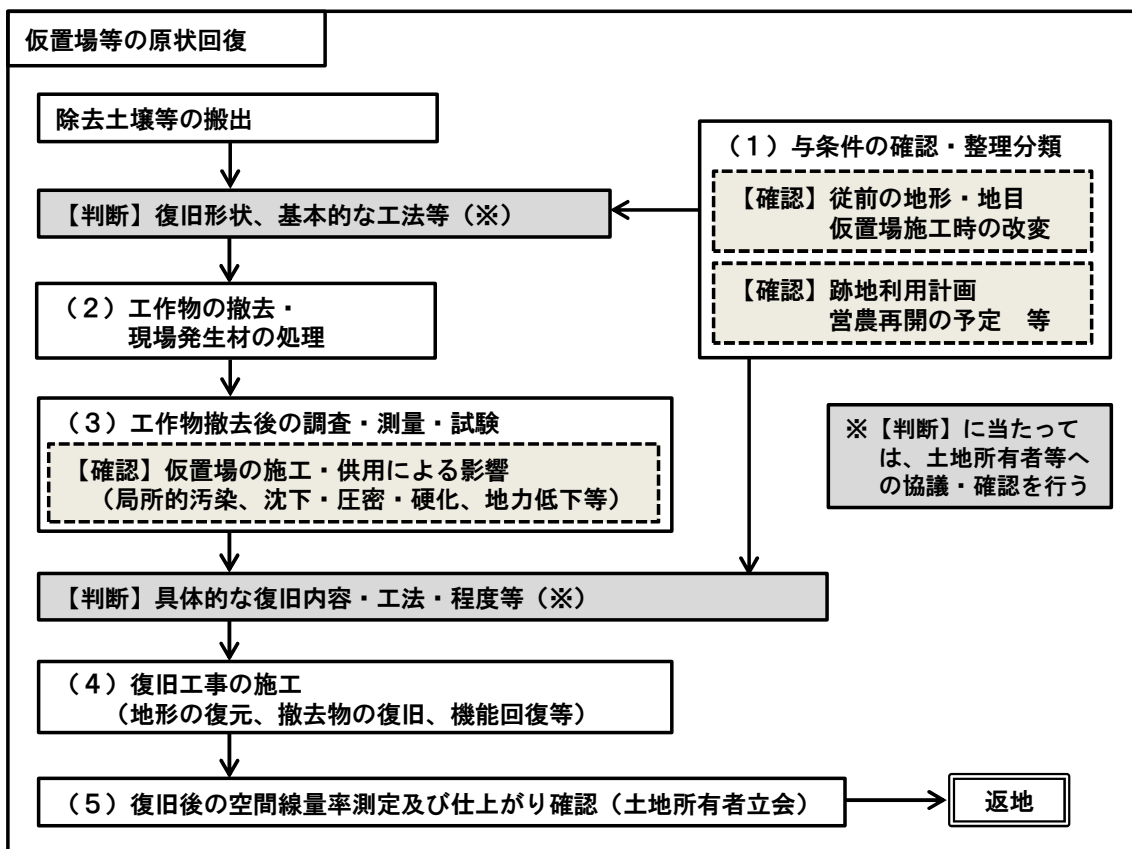 仮置場等の原状回復
除去土壌等の搬出
（１）与条件の確認・整理分類
【確認】従前の地形・地目
仮置場施工時の改変
【確認】跡地利用計画
営農再開の予定　等
【判断】復旧形状、基本的な工法等（※）
（２）工作物の撤去・
現場発生材の処理
（３）工作物撤去後の調査・測量・試験
【確認】仮置場の施工・供用による影響
（局所的汚染、沈下・圧密・硬化、地力低下等）
※【判断】に当たって
は、土地所有者等へ
の協議・確認を行う
【判断】具体的な復旧内容・工法・程度等（※）
（４）復旧工事の施工
（地形の復元、撤去物の復旧、機能回復等）
（５）復旧後の空間線量率測定及び仕上がり確認（土地所有者立会）
返地